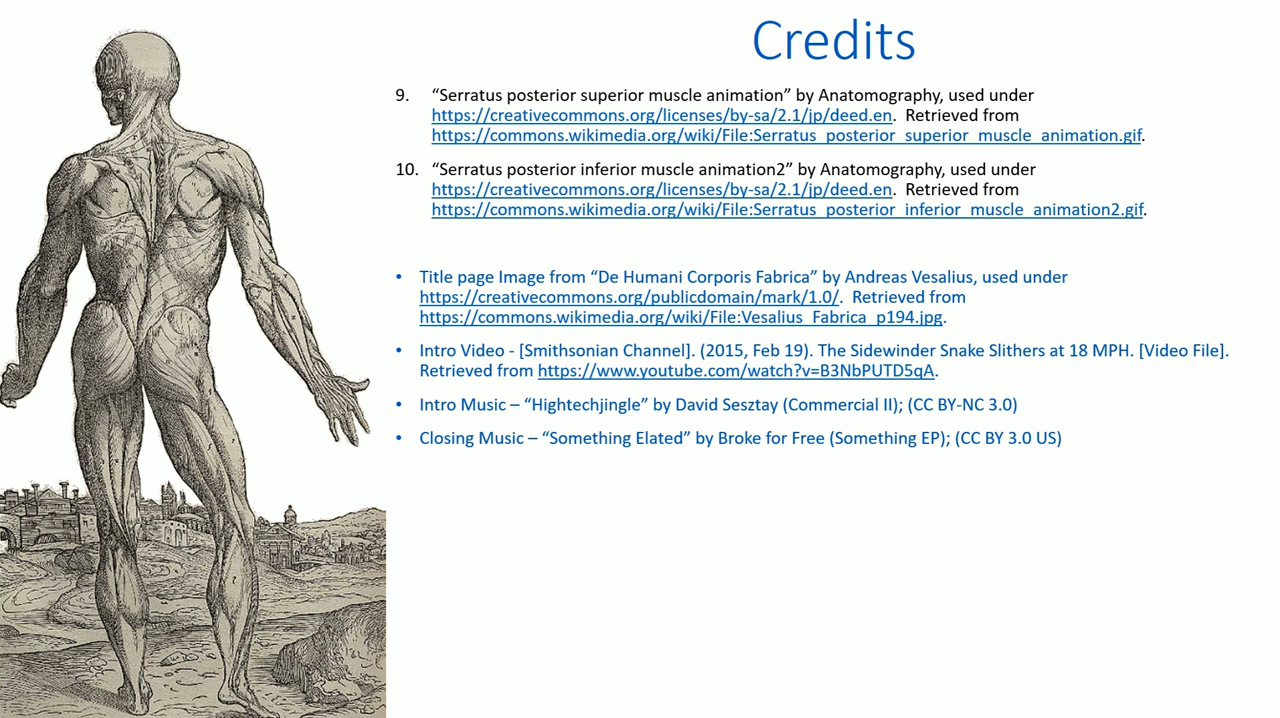 Credits
9. “Serratus posterior superior muscle animation” by Anatomography, used under
https://creativecommons.org/licenses/by-sa/2.1/jp/deed.en. Retrieved from
https://commons.wikimedia.org/wiki/File:Serratus_posterior_superior_muscle_animation.gif.
10. “Serratus posterior inferior muscle animation2” by Anatomography, used under
https://creativecommons.org/licenses/by-sa/2.1/jp/deed.en. Retrieved from
https://commons.wikimedia.org/wiki/File:Serratus_posterior_inferior_muscle_animation2.gif.
• Title page Image from “De Humani Corporis Fabrica” by Andreas Vesalius, used under
https://creativecommons.org/publicdomain/mark/1.0/. Retrieved from
https://commons.wikimedia.org/wiki/File:Vesalius_Fabrica_p194.jpg.
• Intro Video - [Smithsonian Channel]. (2015, Feb 19). The Sidewinder Snake Slithers at 18 MPH. [Video File].
Retrieved from https://www.youtube.com/watch?v=B3NbPUTD5qA.
• Intro Music – “Hightechjingle” by David Sesztay (Commercial II); (CC BY-NC 3.0)
• Closing Music – “Something Elated” by Broke for Free (Something EP); (CC BY 3.0 US)